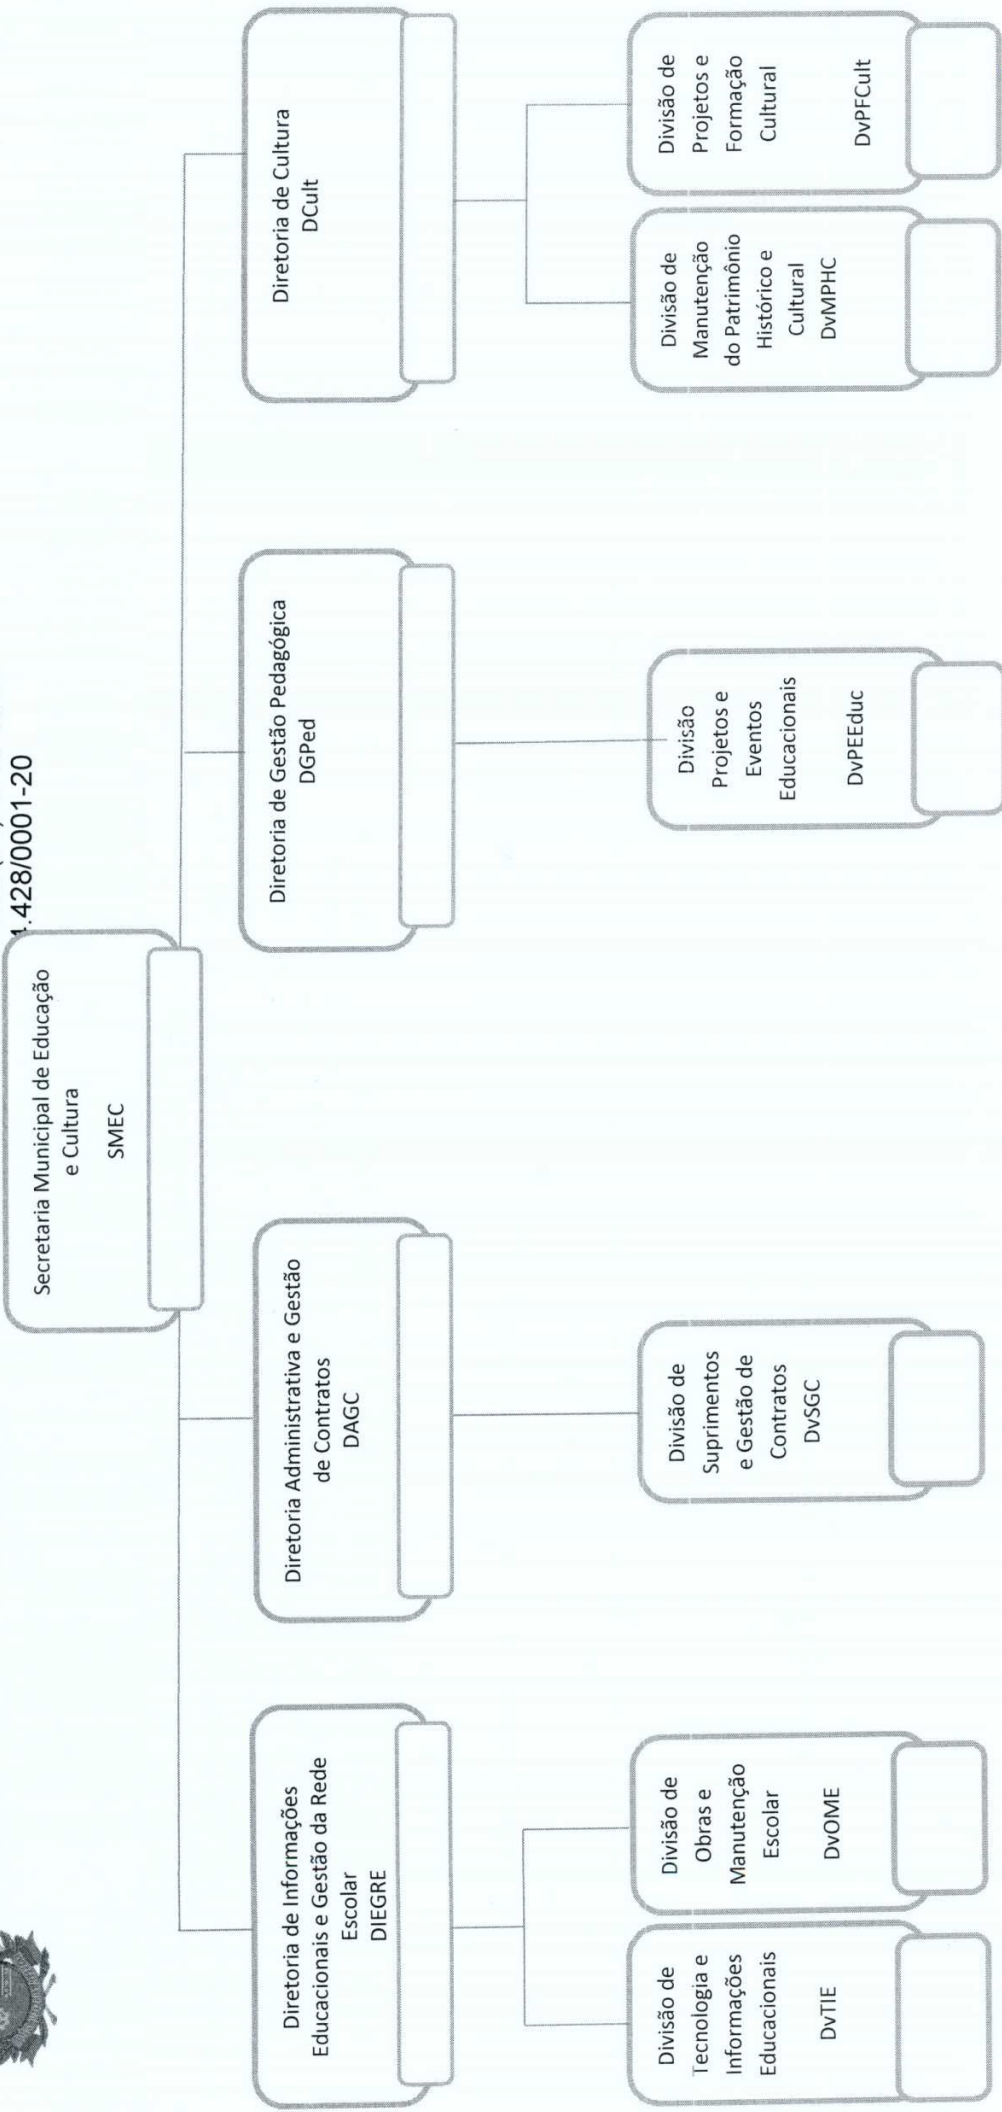 4.428/0001-20
Secretaria Municipal de Educação
e Cultura
SMEC
Diretoria de Informações
Educacionais e Gestão da Rede
Escolar
DIEGRE
Diretoria Administrativa e Gestão
de Contratos
DAGC
Diretoria de Gestão Pedagógica
DGPed
Diretoria de Cultura
DCult
Divisão de
Tecnologia e
Informações
Educacionais
DvTIE
Divisão de
Obras e
Manutenção
Escolar
DvOME
Divisão de
Suprimentos
e Gestão de
Contratos
DvSGC
Divisão
Projetos e
Eventos
Educacionais
DvPEEduc
Divisão de
Manutenção
do Patrimônio
Histórico e
Cultural
DvMPHC
Divisão de
Projetos e
Formação
Cultural
DvPFCult